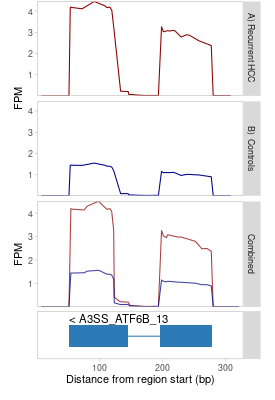 4
3
2
1
FPM
A) Recurrent HCC
4
3
2
1
FPM
B) Controls
4
3
2
1
FPM
Combined
< A3SS_ATF6B_13
100
200
300
Distance from region start (bp)